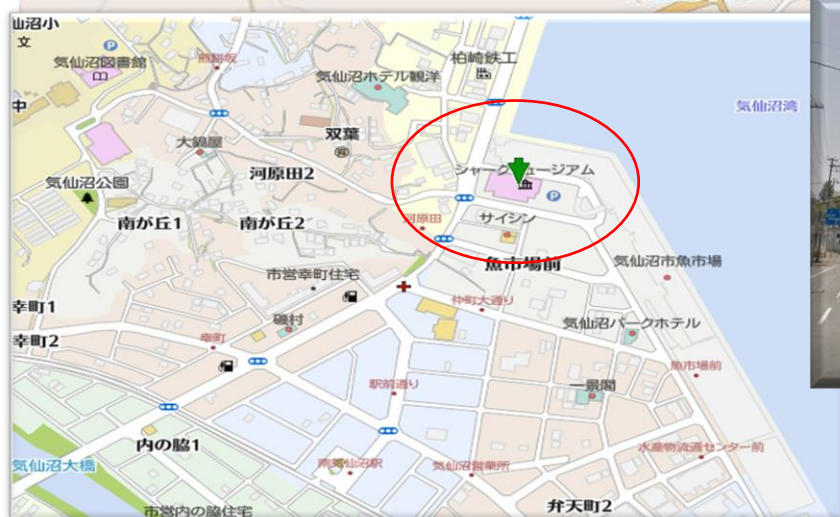 山沼小
文
気仙沼図書館
煎餅坂
気仙沼ホテル観洋
柏崎鉄工
気仙沼湾
中
大鍋屋
双葉
河原田2
シャークミュージアム
気仙沼公園
南が丘1
南が丘2
河原田
サイシン
魚市場前
気仙沼市魚市場
市営幸町住宅
幸町1
磯村
仲町大通り
気仙沼パークホテル
幸町2
幸町
魚市場前
駅前通り
一景閣
内の脇1
水産物流通センター前
気仙沼大橋
南気仙沼駅
気仙沼営業所
市営内の脇住宅
弁天町2